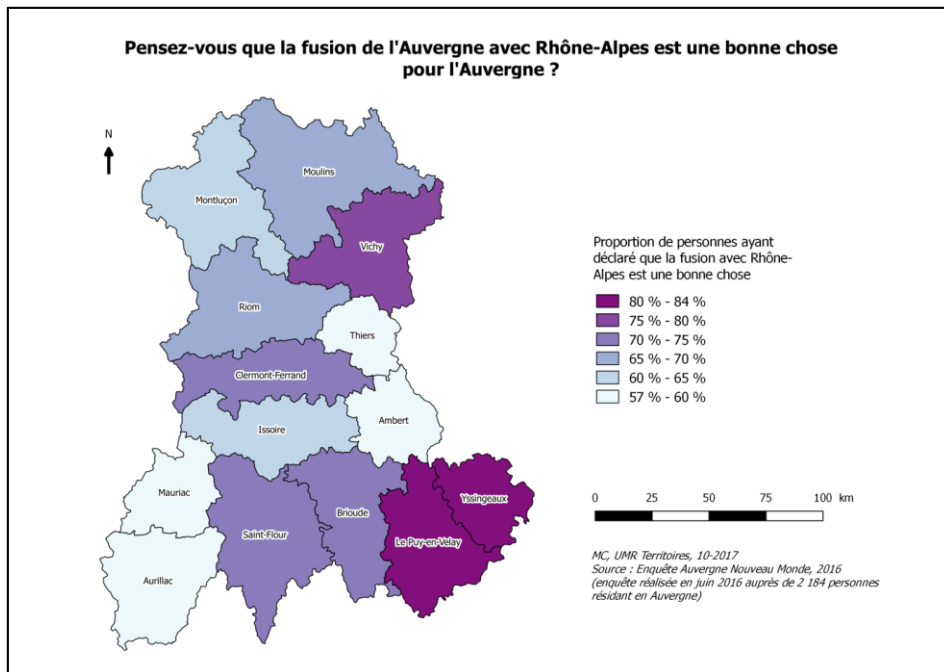 Pensez-vous que la fusion de l'Auvergne avec Rhône-Alpes est une bonne chose
pour l'Auvergne ?
N
Moulins
Montluçon
Vichy
Riom
Thiers
Clermont-Ferrand
Ambert
Issoire
Mauriac
Brioude
Yssingeaux
Saint-Flour
Le Puy-en-Velay
Aurillac
Proportion de personnes ayant
déclaré que la fusion avec Rhône-
Alpes est une bonne chose
80 % - 84 %
75 % - 80 %
70 % - 75 %
65 % - 70 %
60 % - 65 %
57 % - 60 %
0 25 50 75 100 km
MC, UMR Territoires, 10-2017
Source : Enquête Auvergne Nouveau Monde, 2016
(enquête réalisée en juin 2016 auprès de 2 184 personnes
résidant en Auvergne)